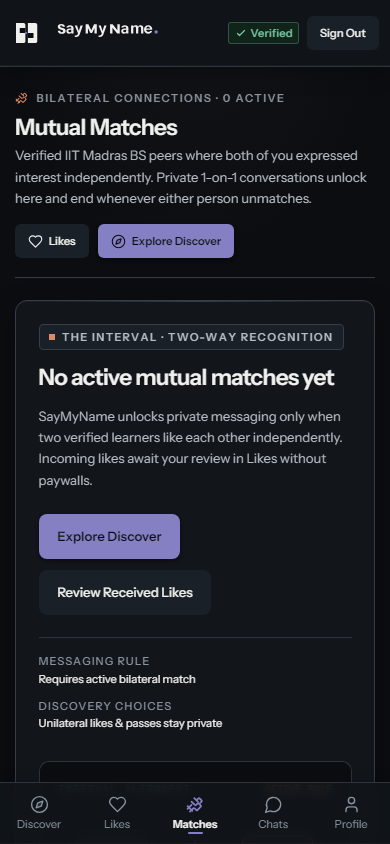 Say My Name.
Verified
Sign Out
BILATERAL CONNECTIONS · 0 ACTIVE
Mutual Matches
Verified IIT Madras BS peers where both of you expressed
interest independently. Private 1-on-1 conversations unlock
here and end whenever either person unmatches.
Likes
Explore Discover
THE INTERVAL · TWO-WAY RECOGNITION
No active mutual matches yet
SayMyName unlocks private messaging only when
two verified learners like each other independently.
Incoming likes await your review in Likes without
paywalls.
Explore Discover
Review Received Likes
MESSAGING RULE
Requires active bilateral match
DISCOVERY CHOICES
Unilateral likes & passes stay private
Discover
Likes
Matches
Chats
Profile